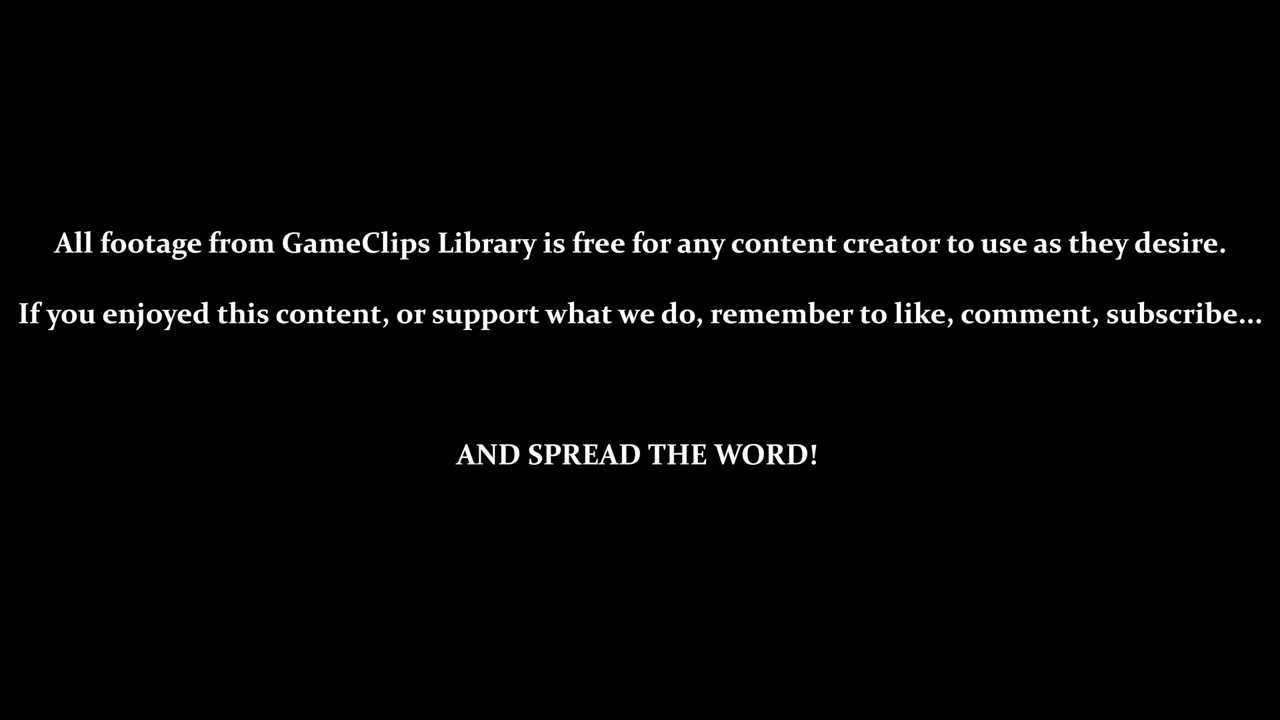 All footage from GameClips Library is free for any content creator to use as they desire.
If you enjoyed this content, or support what we do, remember to like, comment, subscribe...
AND SPREAD THE WORD!